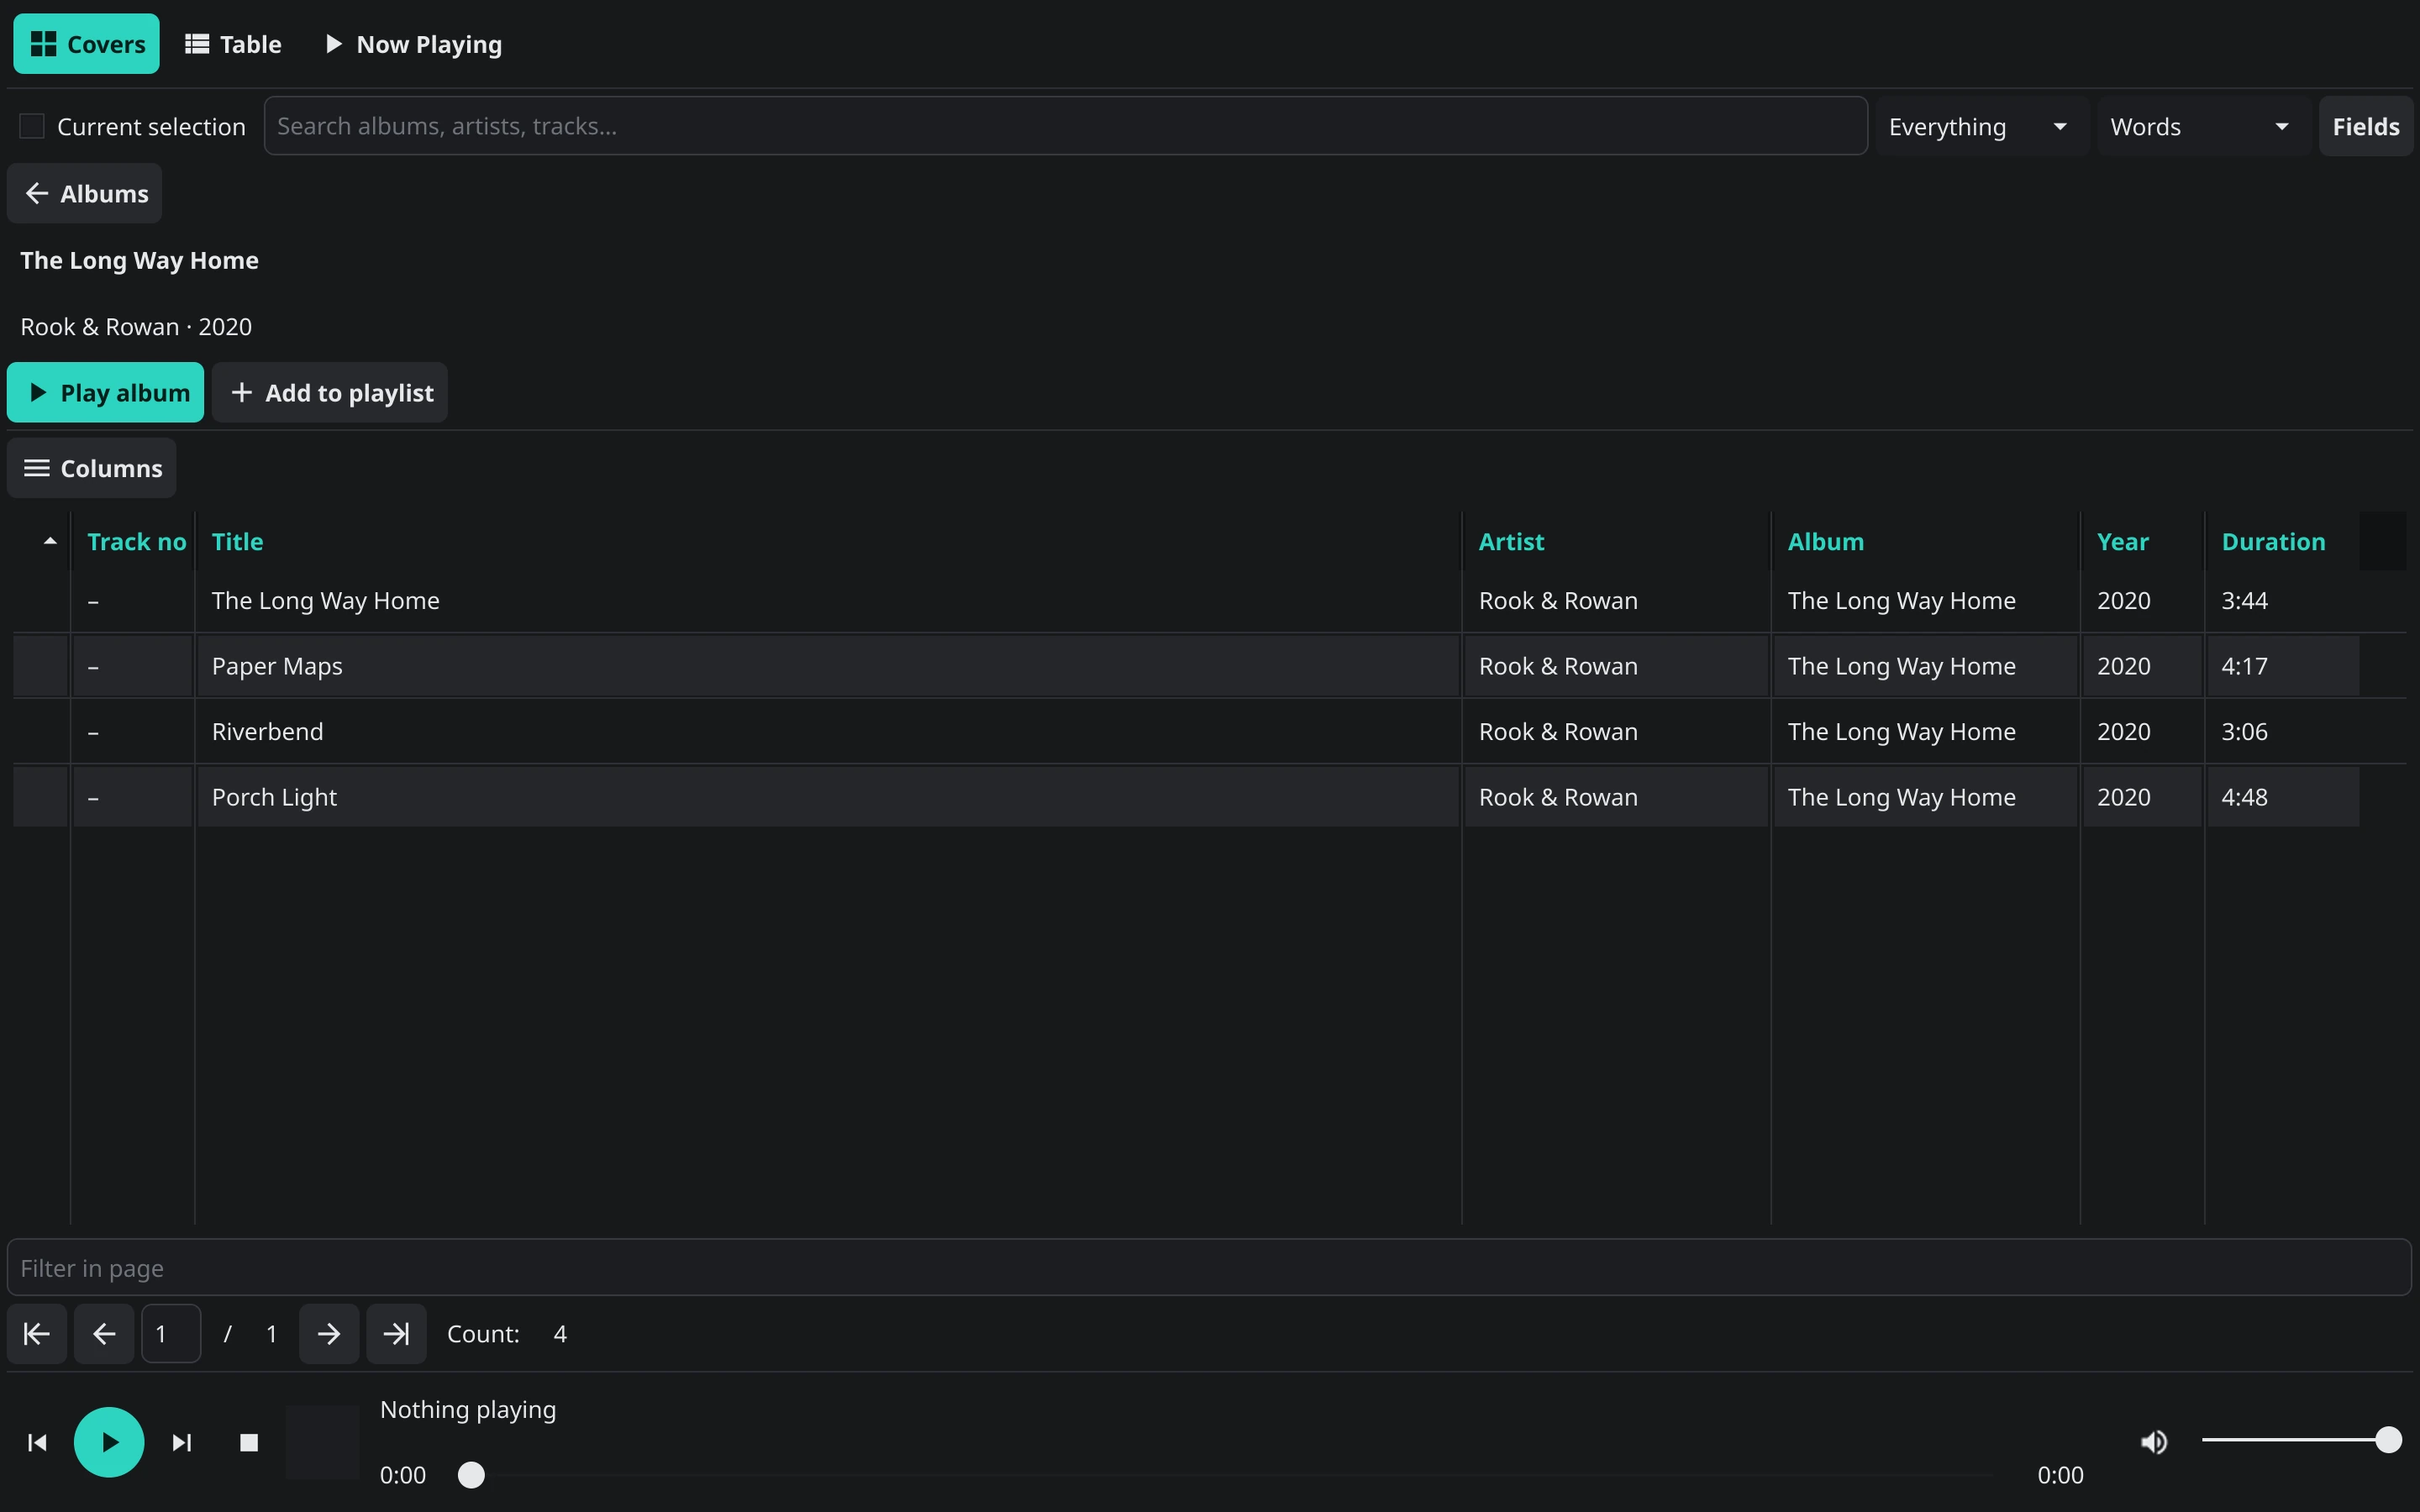 Covers Table Now Playing
Current selection Search albums, artists, tracks... Everything Words Fields
Albums
The Long Way Home
Rook & Rowan · 2020
Play album Add to playlist
Columns
Track no Title Artist Album Year Duration
– The Long Way Home Rook & Rowan The Long Way Home 2020 3:44
– Paper Maps Rook & Rowan The Long Way Home 2020 4:17
– Riverbend Rook & Rowan The Long Way Home 2020 3:06
– Porch Light Rook & Rowan The Long Way Home 2020 4:48
Filter in page
1 / 1 Count: 4
Nothing playing
0:00 0:00